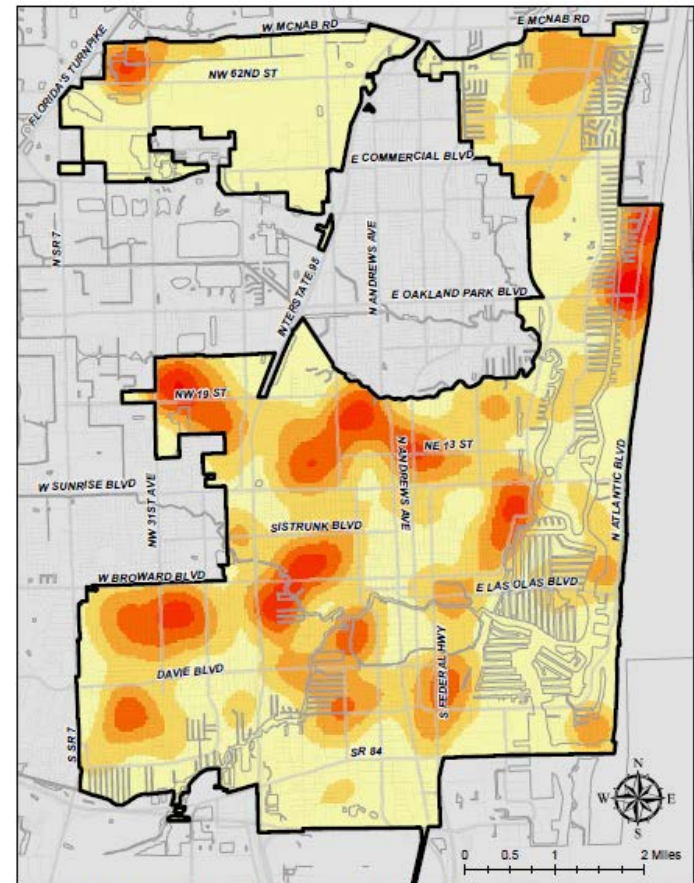 W MCNAB RD
E MCNAB RD
FLORIDA'S TURNPIKE
NW 62ND ST
E COMMERCIAL BLVD
N SR 7
INTERSTATE 95
N ANDREWS AVE
E OAKLAND PARK BLVD
NW 19 ST
NE 13 ST
N ANDREWS AVE
N ATLANTIC BLVD
W SUNRISE BLVD
NW 31ST AVE
SISTRUNK BLVD
W BROWARD BLVD
E LAS OLAS BLVD
DAVIE BLVD
S FEDERAL HWY
S SR 7
SR 84
N
W E
S
0 0.5 1 2 Miles